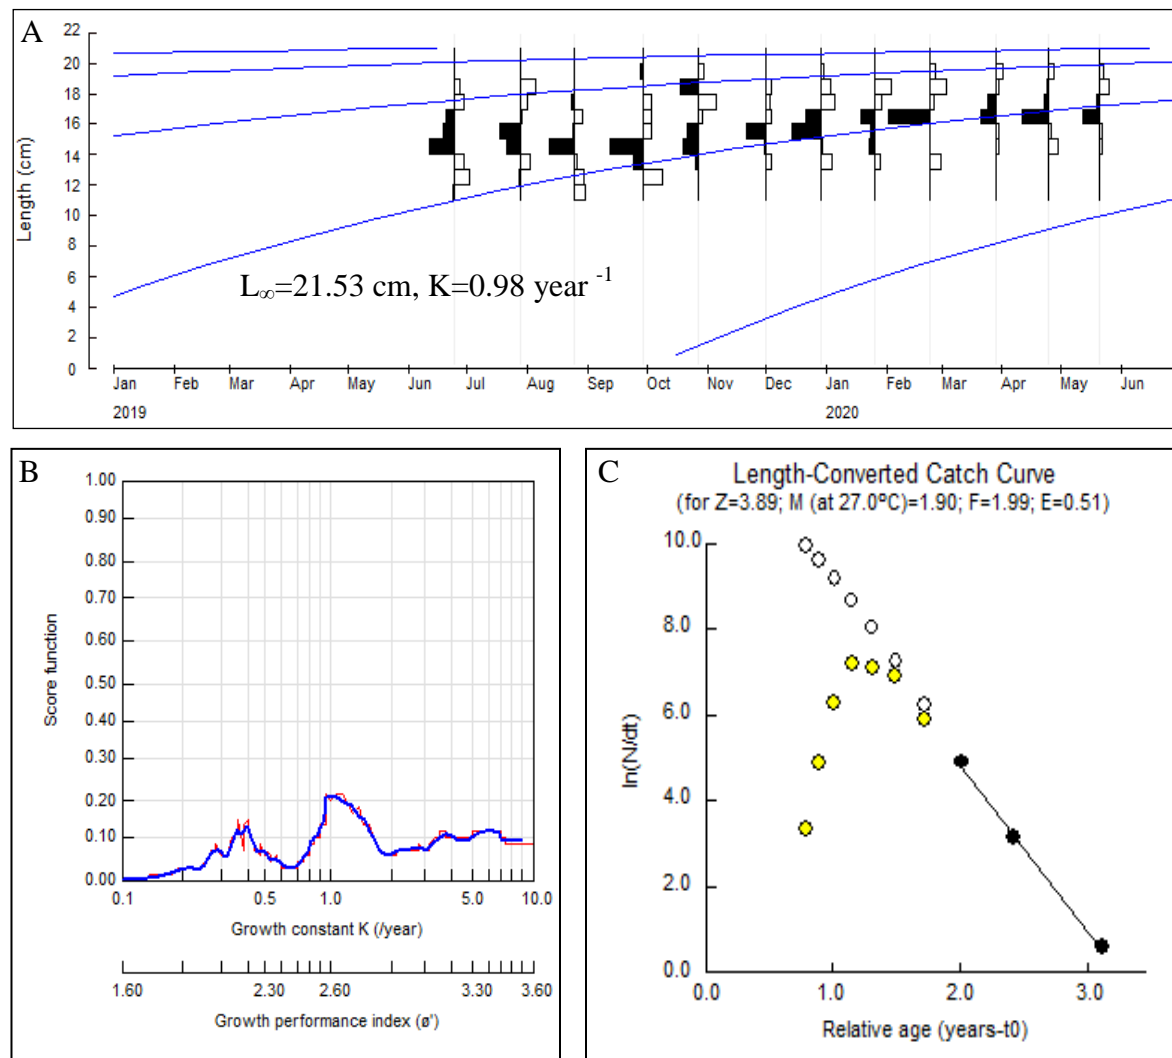 A
22
20
18
16
14
12
10
8
6
4
2
0
Length (cm)
L∞=21.53 cm, K=0.98 year -1
Jan Feb Mar Apr May Jun Jul Aug Sep Oct Nov Dec Jan Feb Mar Apr May Jun
2019 2020
B
1.00
0.90
0.80
0.70
0.60
0.50
0.40
0.30
0.20
0.10
0.00
Score function
0.1 0.5 1.0 5.0 10.0
Growth constant K (/year)
1.60 2.30 2.60 3.30 3.60
Growth performance index (ø')
C
Length-Converted Catch Curve
(for Z=3.89; M (at 27.0ºC)=1.90; F=1.99; E=0.51)
10.0
8.0
6.0
4.0
2.0
0.0
ln(N/dt)
0.0 1.0 2.0 3.0
Relative age (years-t0)